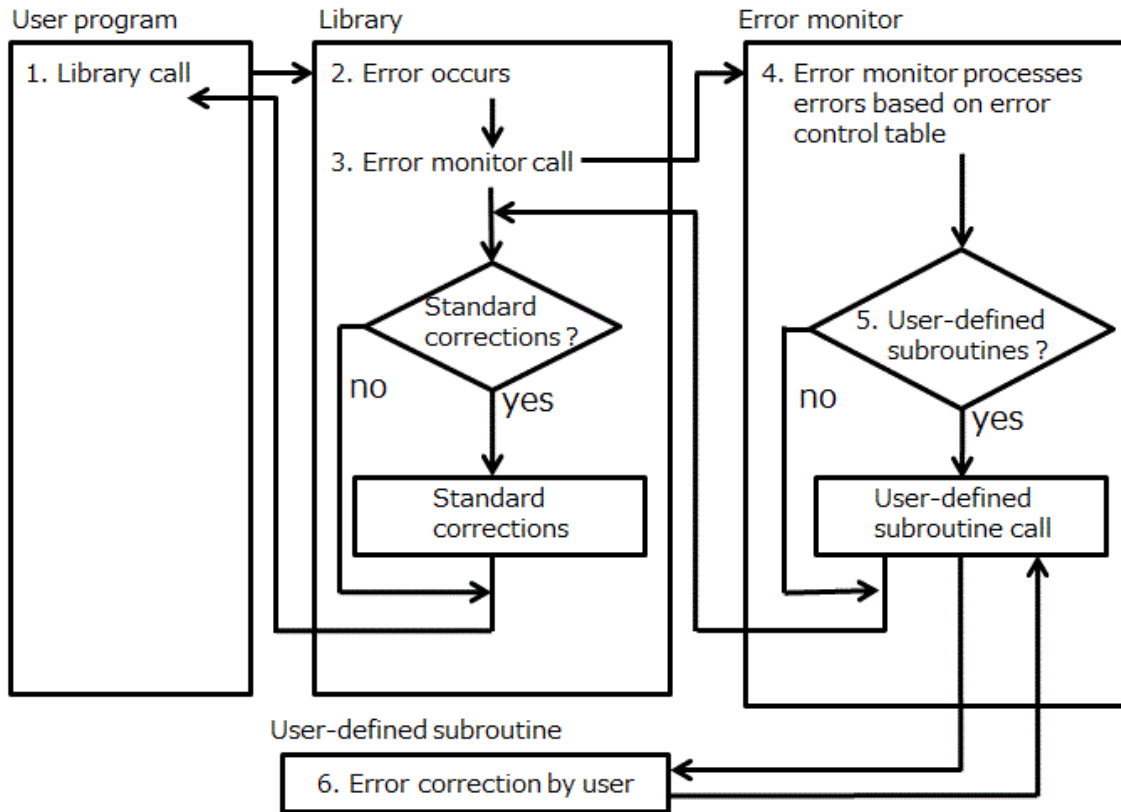 User program
1. Library call
Library
2. Error occurs
3. Error monitor call
Standard
corrections ?
no
yes
Standard
corrections
Error monitor
4. Error monitor processes
errors based on error
control table
5. User-defined
subroutines ?
no
yes
User-defined
subroutine call
User-defined subroutine
6. Error correction by user